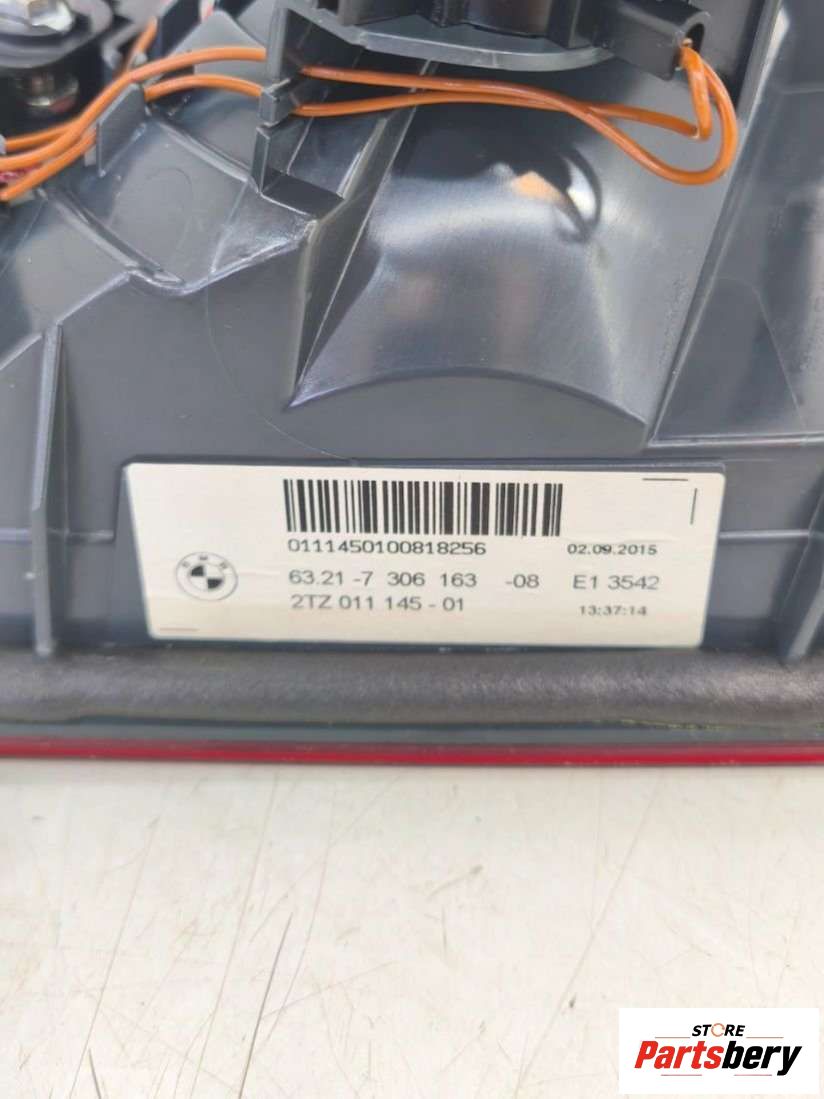 0111450100818256 02.09.2015
BMW
63.21-7 306 163 -08 E1 3542
2TZ 011 145-01 13:37:14
STORE
Partsbery